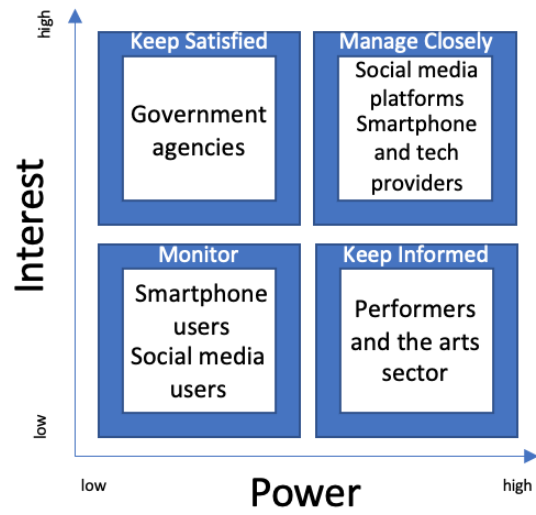 high
Keep Satisfied
Government
agencies
Manage Closely
Social media
platforms
Smartphone
and tech
providers
Interest
Monitor
Smartphone
users
Social media
users
Keep Informed
Performers
and the arts
sector
low
low
Power
high